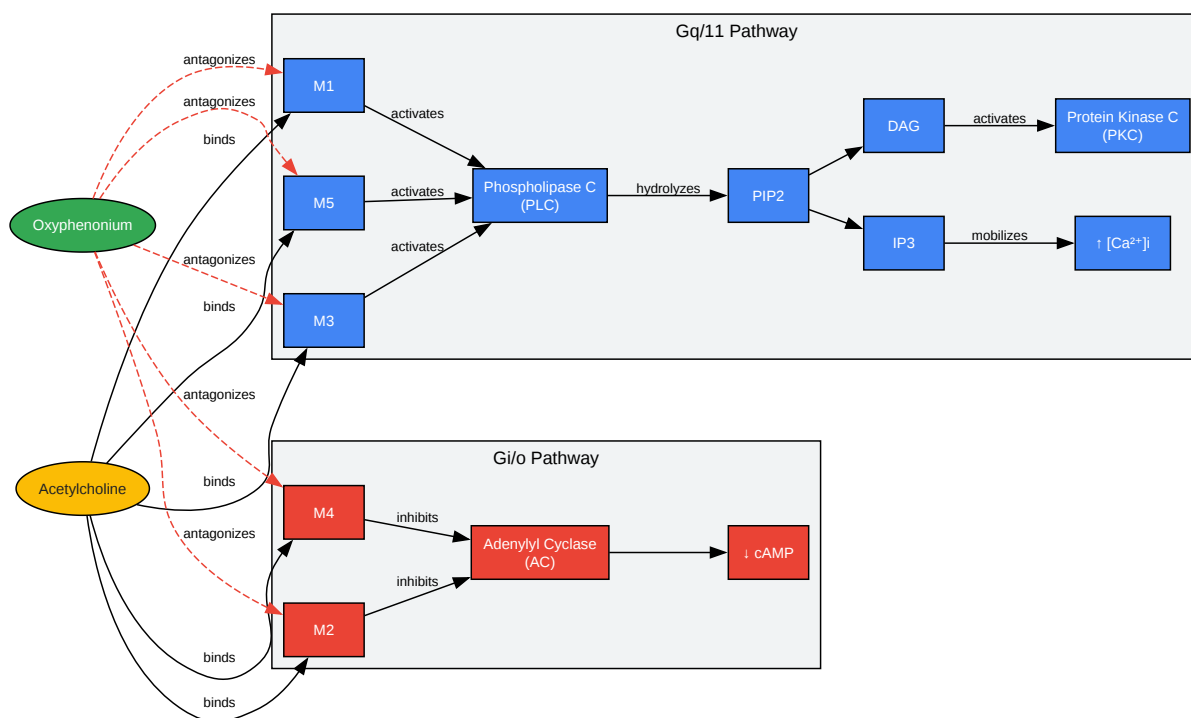 Gq/11 Pathway
antagonizes
M1
antagonizes
activates
binds
DAG
activates
Protein Kinase C
(PKC)
M5
activates
Phospholipase C
(PLC)
hydrolyzes
PIP2
Oxyphenonium
antagonizes
activates
IP3
mobilizes
↑ [Ca²⁺]i
binds
M3
antagonizes
Gi/o Pathway
Acetylcholine
binds
M4
inhibits
antagonizes
Adenylyl Cyclase
(AC)
↓ cAMP
inhibits
M2
binds
binds